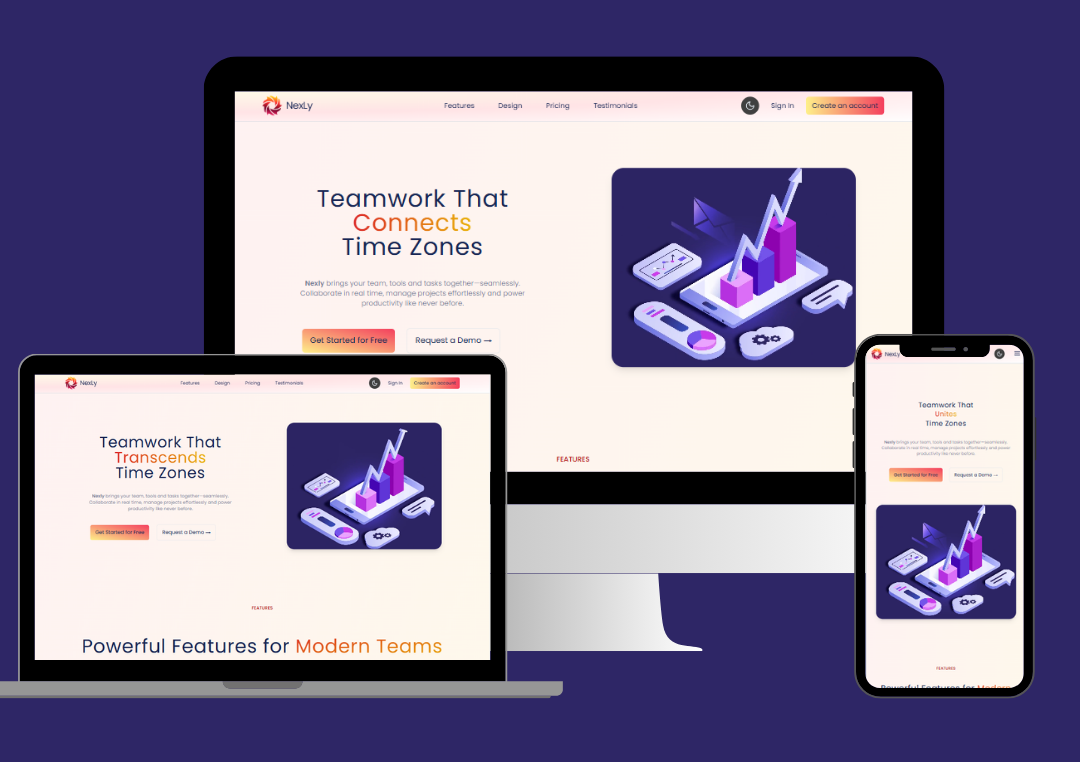 NexLy
Features Design Pricing Testimonials
Sign In
Create an account
Teamwork That
Connects
Time Zones
Nexly brings your team, tools and tasks together—seamlessly.
Collaborate in real time, manage projects effortlessly and power
productivity like never before.
Get Started for Free
Request a Demo →
FEATURES
NexLy
Features Design Pricing Testimonials
Sign In
Create an account
Teamwork That
Transcends
Time Zones
Nexly brings your team, tools and tasks together—seamlessly.
Collaborate in real time, manage projects effortlessly and power
productivity like never before.
Get Started for Free
Request a Demo →
FEATURES
Powerful Features for Modern Teams
NexLy
Teamwork That
Unites
Time Zones
Nexly brings your team, tools and tasks together—seamlessly.
Collaborate in real time, manage projects effortlessly and power
productivity like never before.
Get Started for Free
Request a Demo →
FEATURES
Powerful Features for Modern